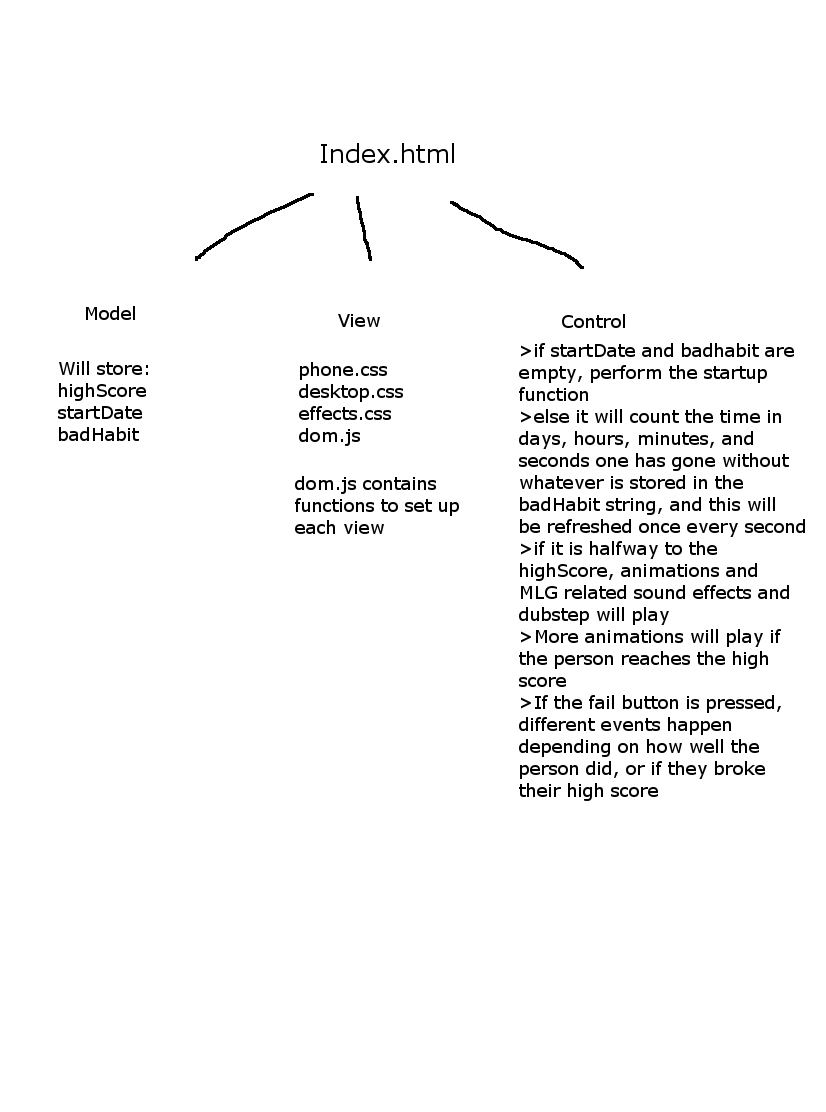 Index.html
Model
Will store:
highScore
startDate
badHabit
View
phone.css
desktop.css
effects.css
dom.js
dom.js contains
functions to set up
each view
Control
>if startDate and badhabit are
empty, perform the startup
function
>else it will count the time in
days, hours, minutes, and
seconds one has gone without
whatever is stored in the
badHabit string, and this will
be refreshed once every second
>if it is halfway to the
highScore, animations and
MLG related sound effects and
dubstep will play
>More animations will play if
the person reaches the high
score
>If the fail button is pressed,
different events happen
depending on how well the
person did, or if they broke
their high score